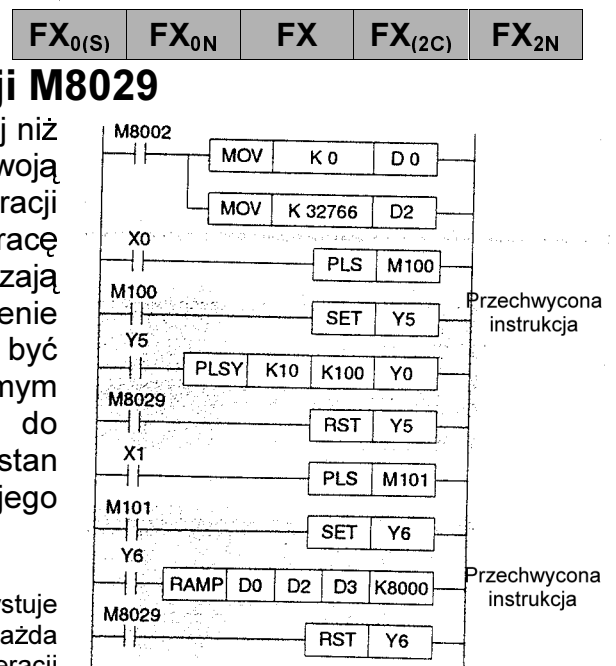 FX0(S) FX0N FX FX(2C) FX2N
ji M8029
j niż
woją
racji
racę
zają
enie
być
mym
do
stan
jego
M8002
MOV K 0 D 0
MOV K 32766 D2
X0
PLS M100
M100
SET Y5
Przechwycona
instrukcja
Y5
PLSY K10 K100 Y0
M8029
RST Y5
X1
PLS M101
M101
SET Y6
Y6
RAMP D0 D2 D3 K8000
Przechwycona
instrukcja
M8029
RST Y6
stuje
ażda
eracji